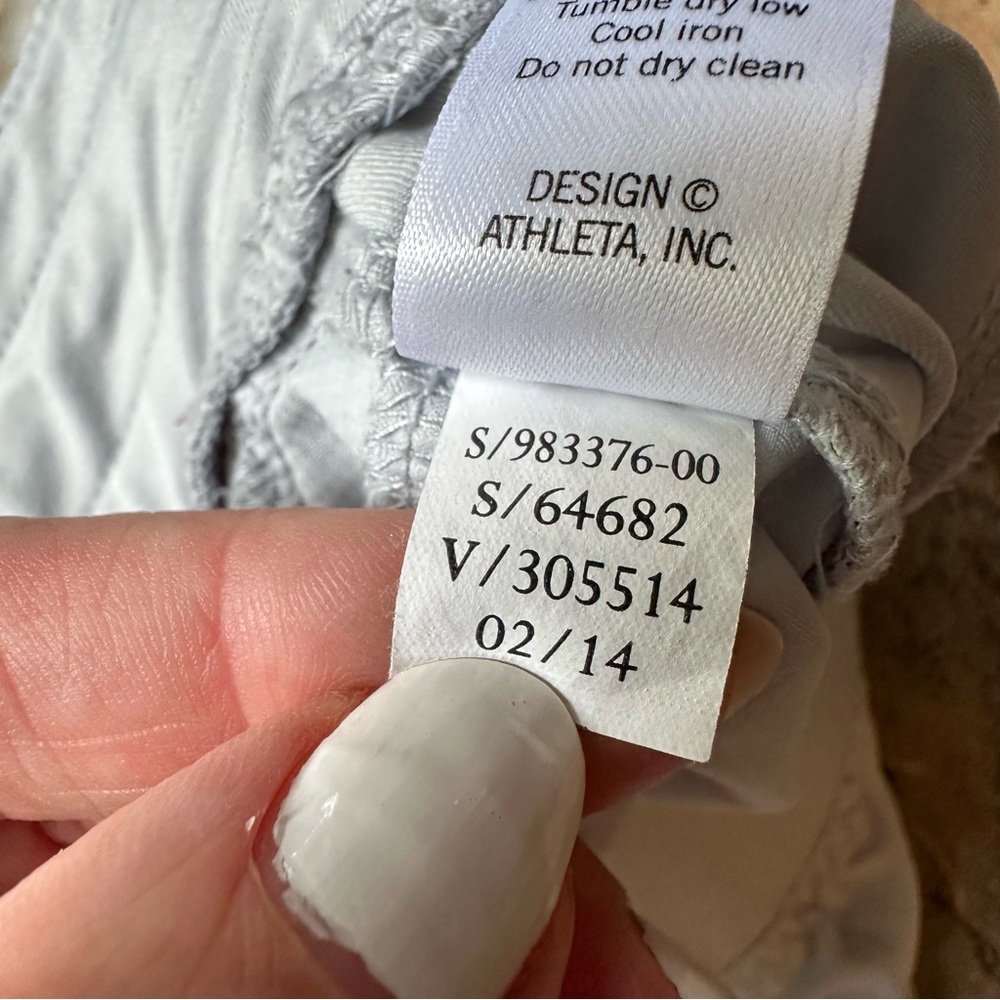 Tumble dry low
Cool iron
Do not dry clean
DESIGN ©
ATHLETA, INC.
S/983376-00
S/64682
V/305514
02/14